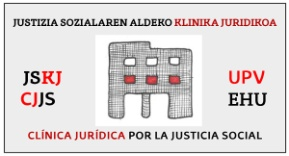 JUSTIZIA SOZIALAREN ALDEKO KLINIKA JURIDIKOA
JSKJ
CJJS
UPV
EHU
CLÍNICA JURÍDICA POR LA JUSTICIA SOCIAL